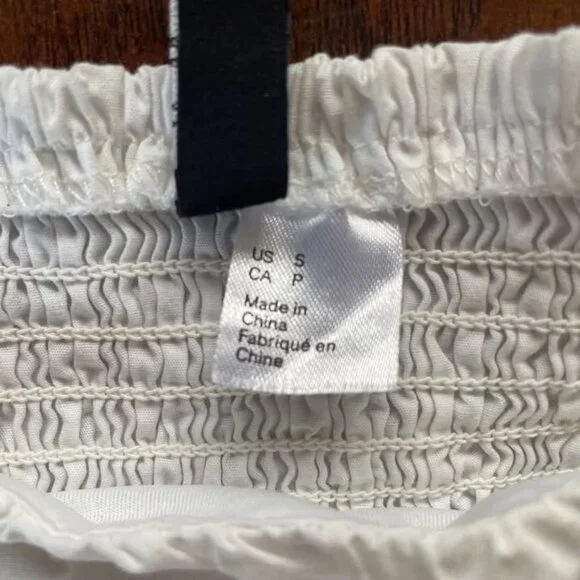 US S
CA P
Made in
China
Fabriqué en
Chine